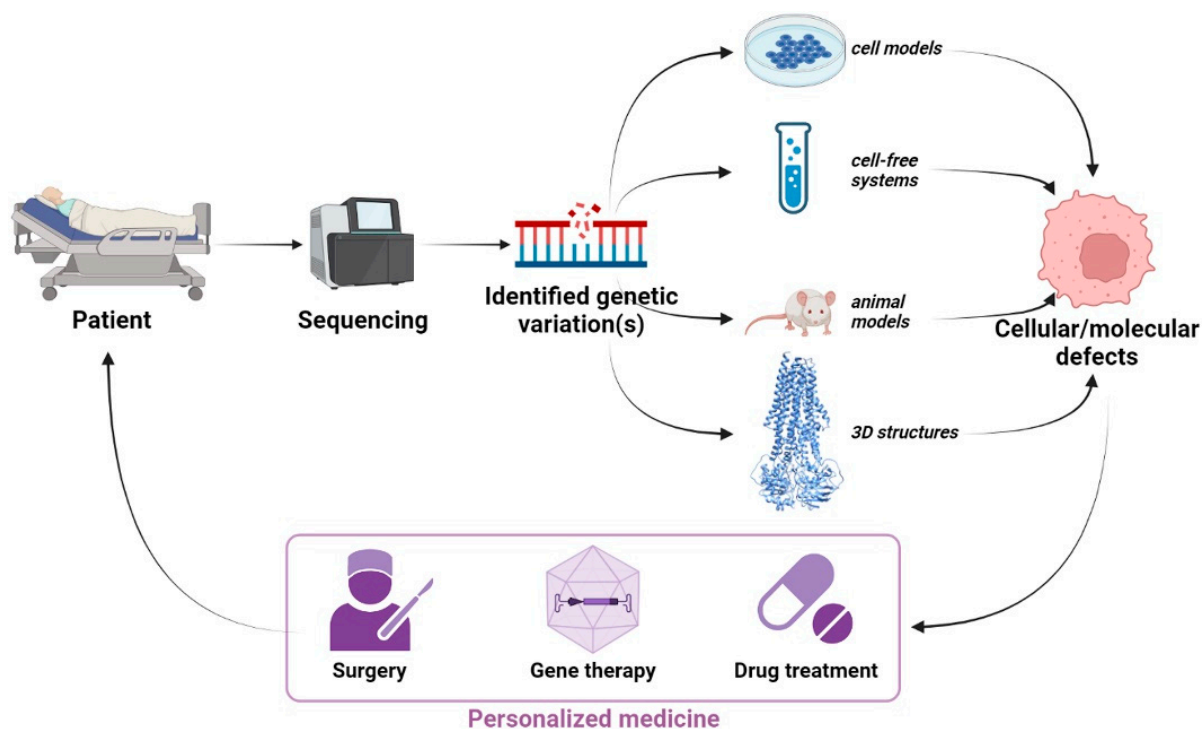 cell models
cell-free
systems
Patient
Sequencing
Identified genetic
variation(s)
animal
models
Cellular/molecular
defects
3D structures
Surgery
Gene therapy
Drug treatment
Personalized medicine